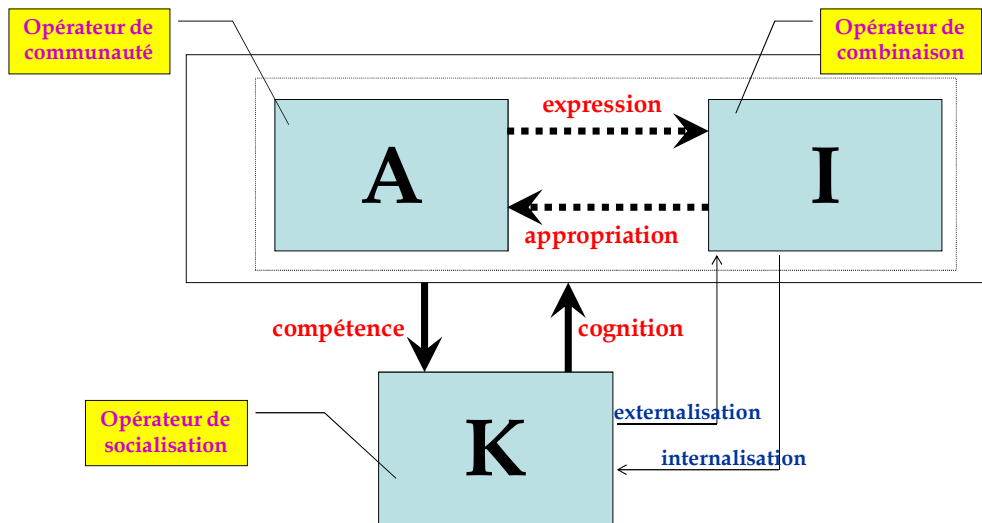 Opérateur de
communauté
Opérateur de
combinaison
expression
A
I
appropriation
compétence
cognition
Opérateur de
socialisation
K
externalisation
internalisation